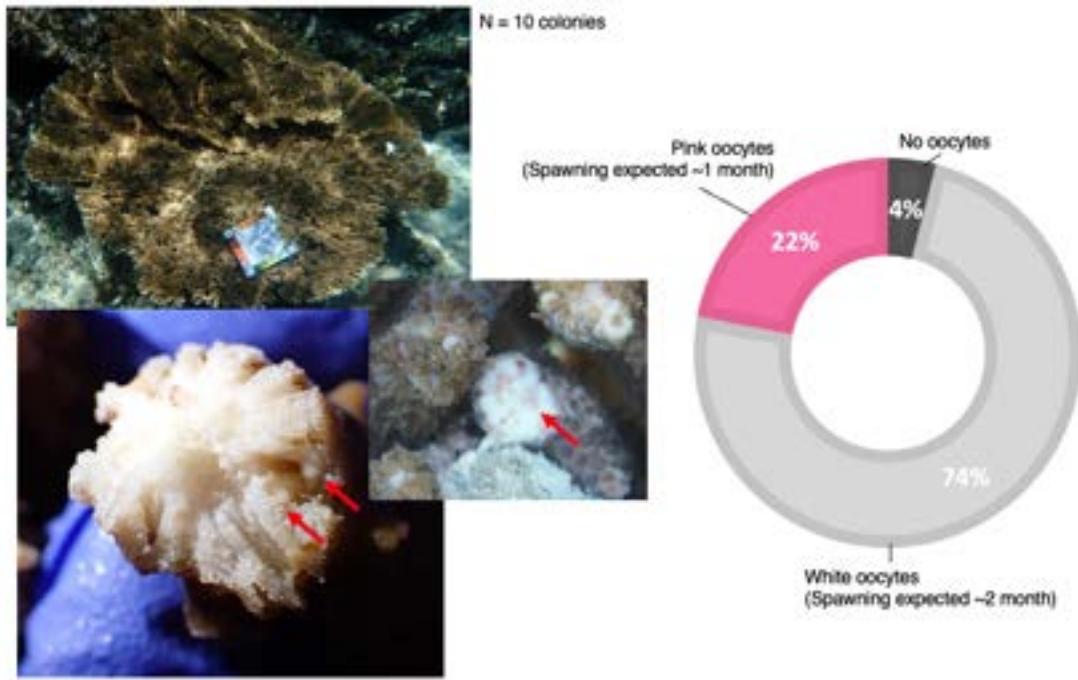 N = 10 colonies
Pink oocytes
(Spawning expected ~1 month)
No oocytes
4%
22%
74%
White oocytes
(Spawning expected ~2 month)